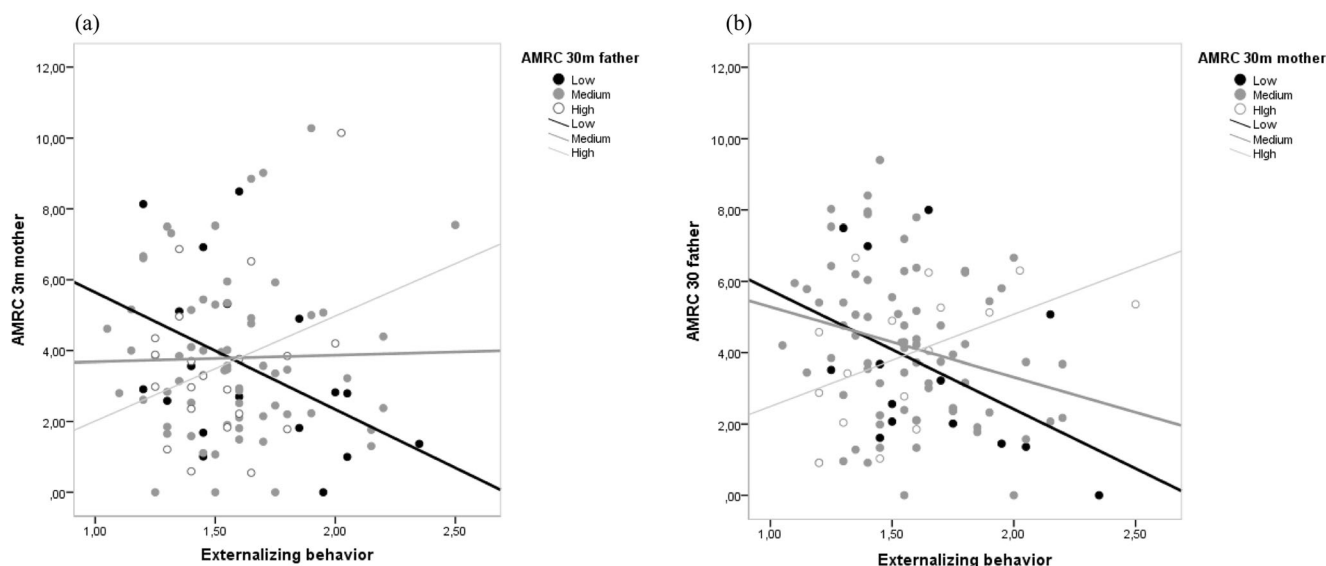 (a)
AMRC 30m father
Low
Medium
High
Low
Medium
High
12,00
10,00
8,00
6,00
4,00
2,00
,00
AMRC 3m mother
1,00 1,50 2,00 2,50
Externalizing behavior
(b)
AMRC 30m mother
Low
Medium
HIgh
Low
Medium
HIgh
12,00
10,00
8,00
6,00
4,00
2,00
,00
AMRC 30 father
1,00 1,50 2,00 2,50
Externalizing behavior